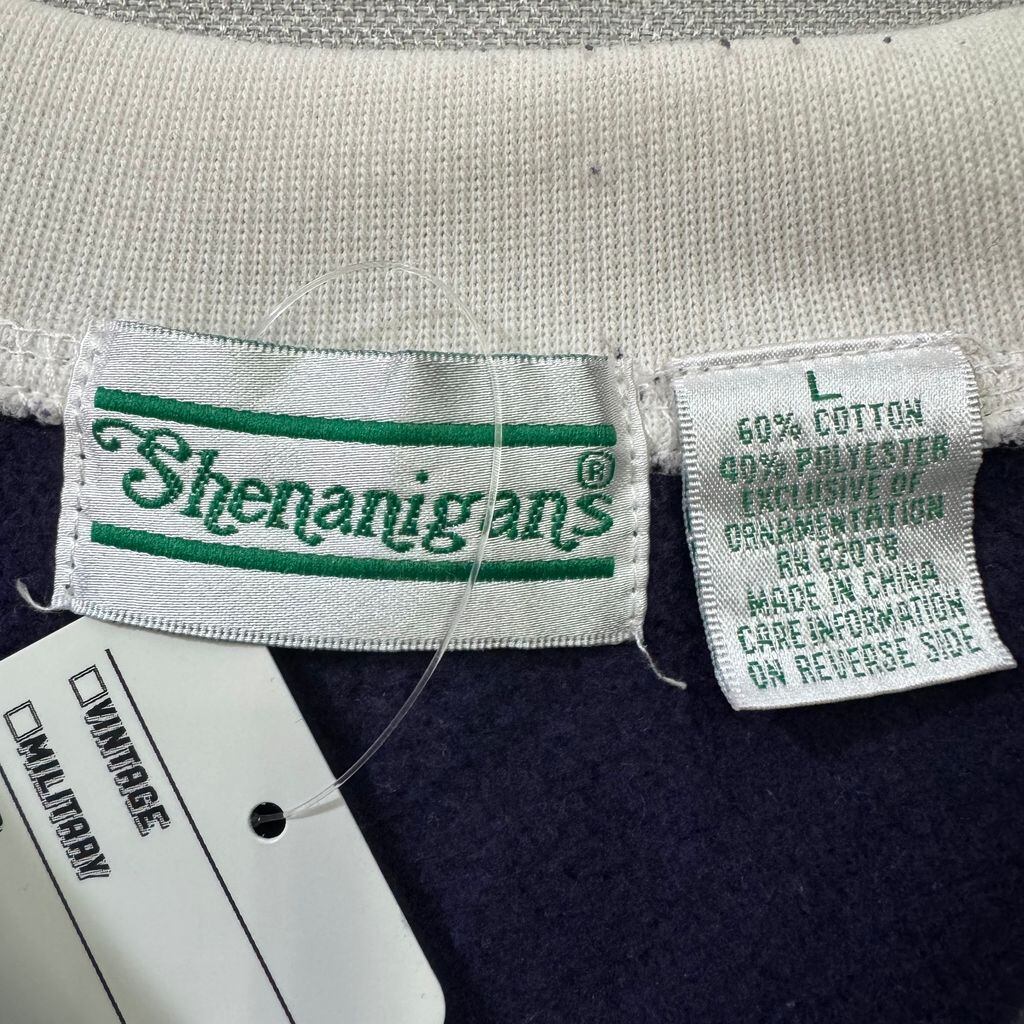 Shenanigans®
L
60% COTTON
40% POLYESTER
EXCLUSIVE OF
ORNAMENTATION
RN 62078
MADE IN CHINA
CARE INFORMATION
ON REVERSE SIDE
VINTAGE
MILITARY